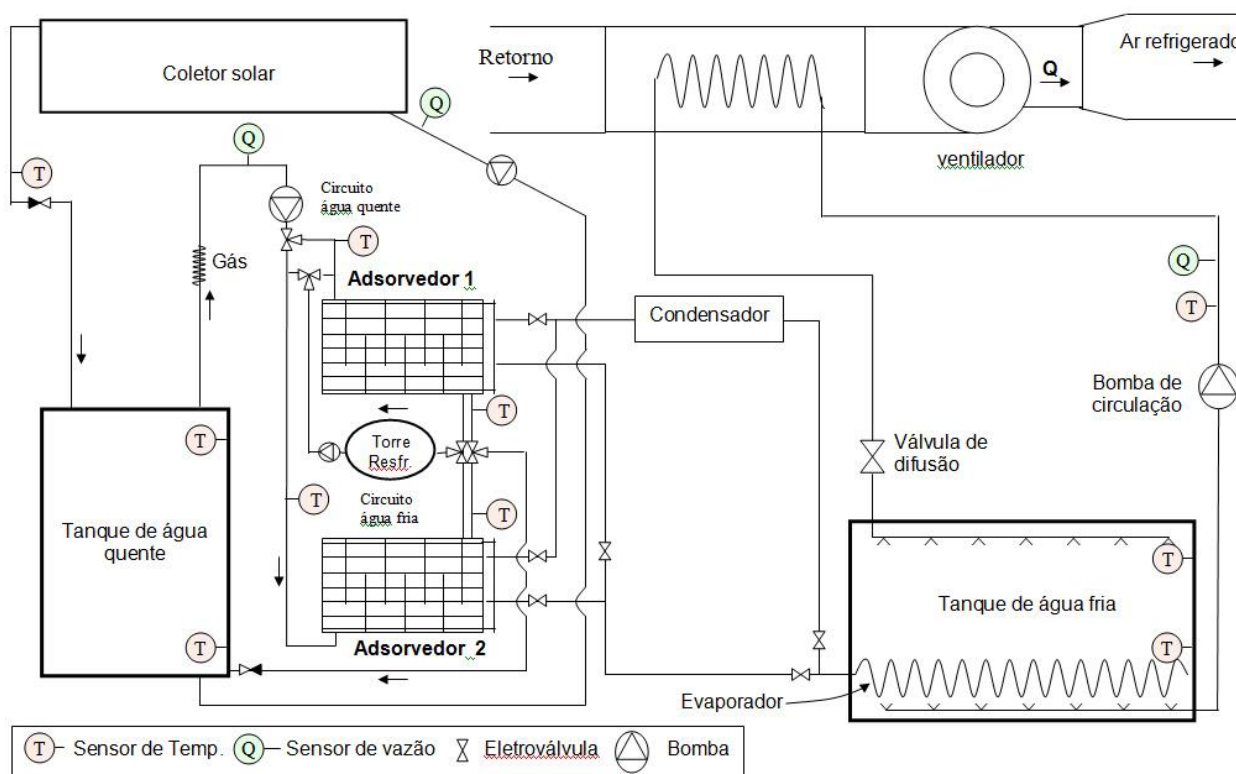 Coletor solar
Retorno
Q
Ar refrigerado
Q
ventilador
Q
T
Circuito
água quente
T
Gás
Adsorvedor 1
Condensador
Q
T
Bomba de
circulação
T
Torre
Resfr.
Válvula de
difusão
T
T
Circuito
água fria
T
Tanque de água
quente
T
Tanque de água fria
T
T
Adsorvedor 2
Evaporador
T Sensor de Temp. Q Sensor de vazão Eletroválvula Bomba